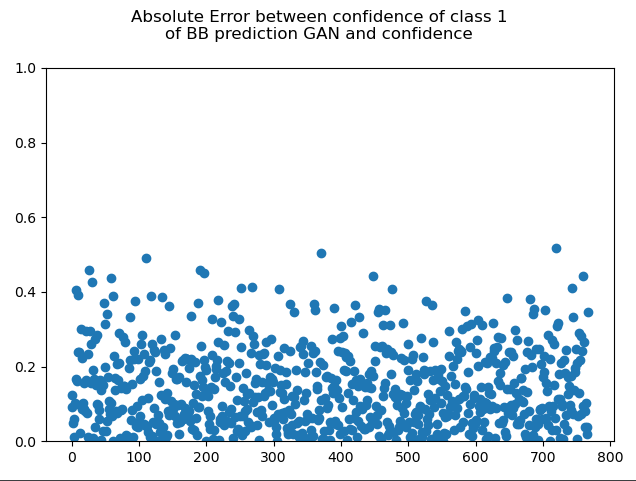 Absolute Error between confidence of class 1
of BB prediction GAN and confidence
1.0
0.8
0.6
0.4
0.2
0.0
0 100 200 300 400 500 600 700 800